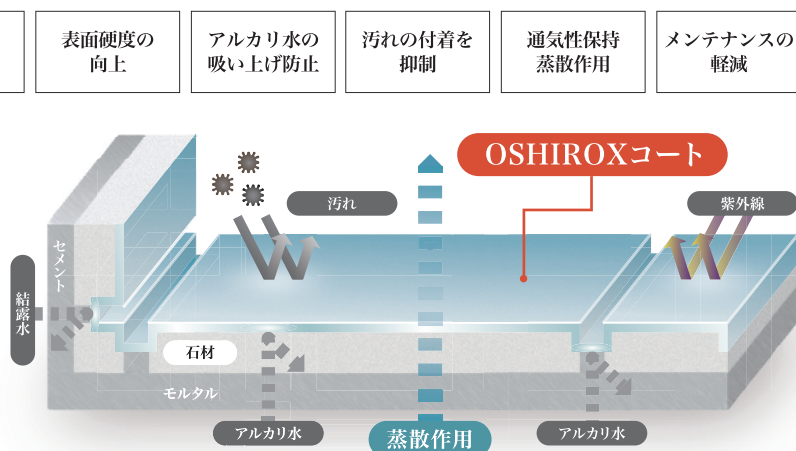 表面硬度の
向上
アルカリ水の
吸い上げ防止
汚れの付着を
抑制
通気性保持
蒸散作用
メンテナンスの
軽減
OSHIROXコート
汚れ
紫外線
セメント
結露水
石材
モルタル
アルカリ水
蒸散作用
アルカリ水